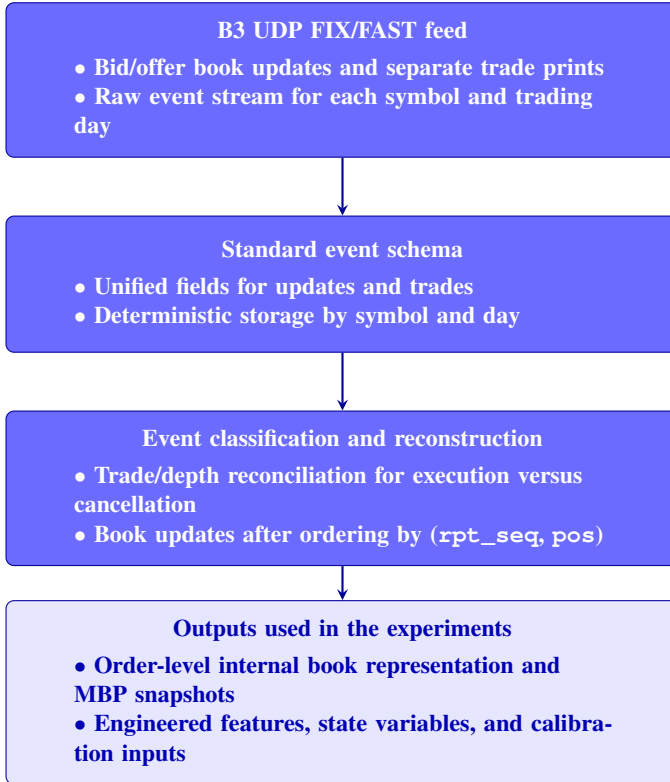 B3 UDP FIX/FAST feed
• Bid/offer book updates and separate trade prints
• Raw event stream for each symbol and trading
day
Standard event schema
• Unified fields for updates and trades
• Deterministic storage by symbol and day
Event classification and reconstruction
• Trade/depth reconciliation for execution versus
cancellation
• Book updates after ordering by (rpt_seq, pos)
Outputs used in the experiments
• Order-level internal book representation and
MBP snapshots
• Engineered features, state variables, and calibra-
tion inputs